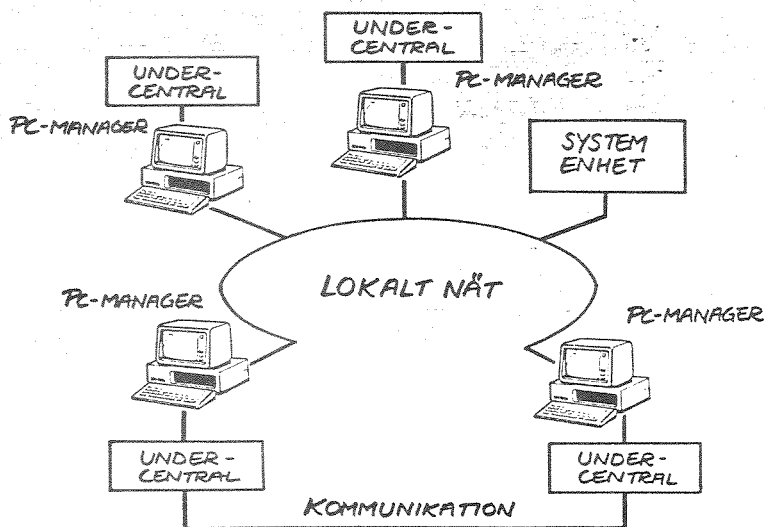 UNDER-
CENTRAL
PC-MANAGER
UNDER-
CENTRAL
PC-MANAGER
SYSTEM
ENHET
LOKALT NÄT
PC-MANAGER
PC-MANAGER
UNDER-
CENTRAL
UNDER-
CENTRAL
KOMMUNIKATION